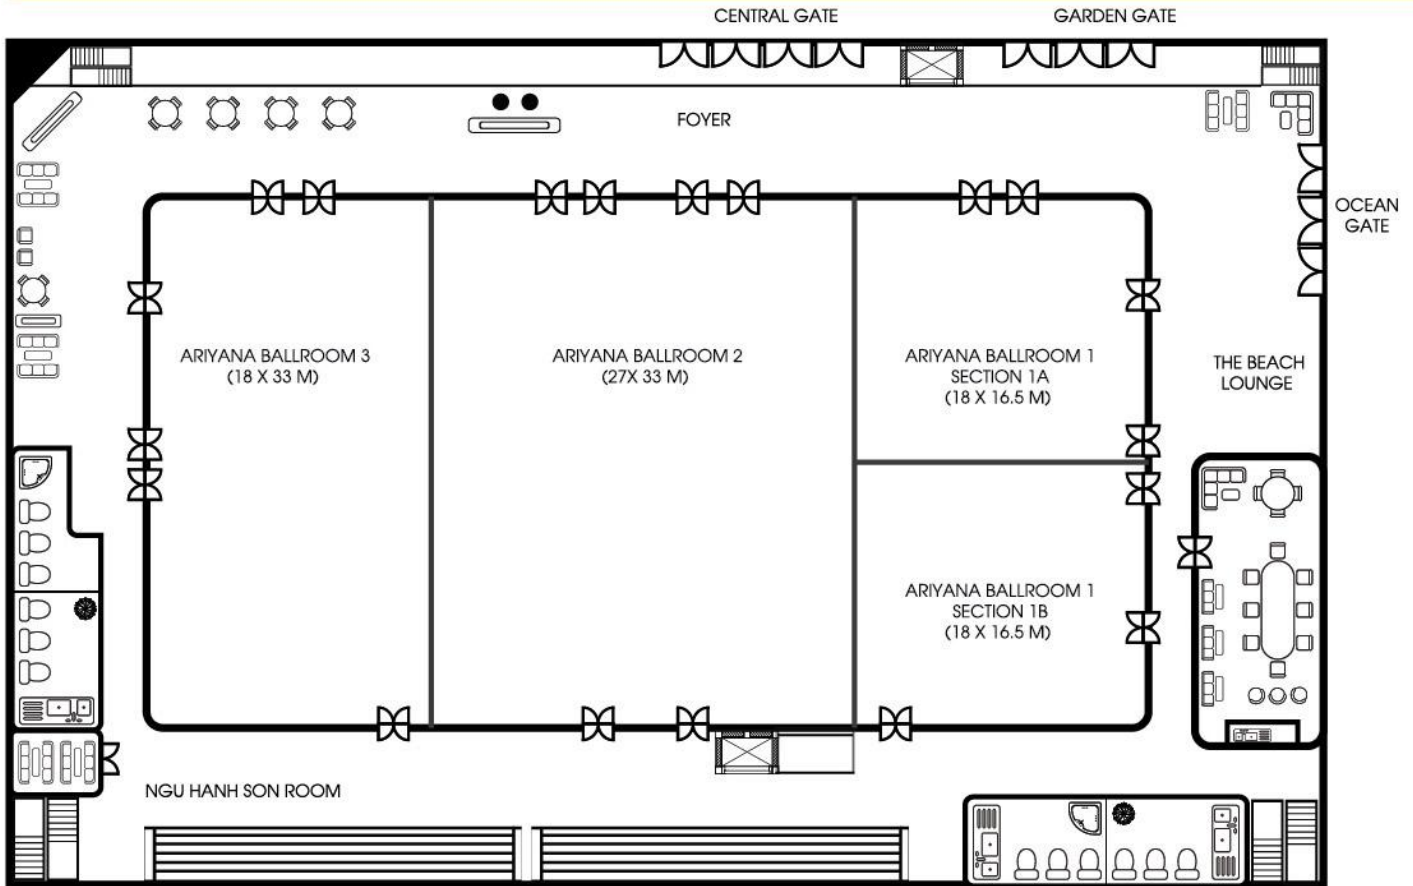 CENTRAL GATE
GARDEN GATE
FOYER
OCEAN
GATE
ARIYANA BALLROOM 3
(18 X 33 M)
ARIYANA BALLROOM 2
(27X 33 M)
ARIYANA BALLROOM 1
SECTION 1A
(18 X 16.5 M)
THE BEACH
LOUNGE
ARIYANA BALLROOM 1
SECTION 1B
(18 X 16.5 M)
NGU HANH SON ROOM